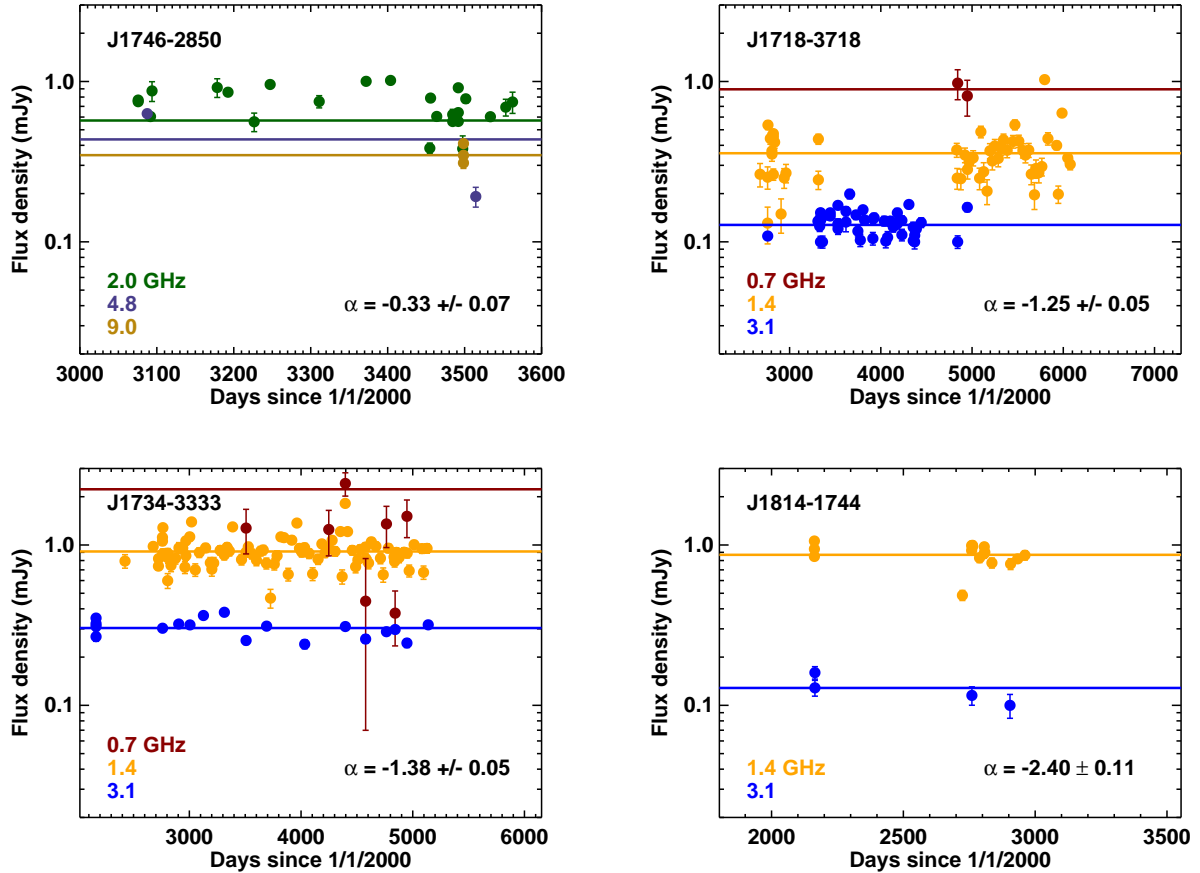 J1746-2850
1.0
0.1
Flux density (mJy)
2.0 GHz
4.8
9.0
α = -0.33 +/- 0.07
3000 3100 3200 3300 3400 3500 3600
Days since 1/1/2000
J1718-3718
1.0
0.1
Flux density (mJy)
0.7 GHz
1.4
3.1
α = -1.25 +/- 0.05
3000 4000 5000 6000 7000
Days since 1/1/2000
J1734-3333
1.0
0.1
Flux density (mJy)
0.7 GHz
1.4
3.1
α = -1.38 +/- 0.05
3000 4000 5000 6000
Days since 1/1/2000
J1814-1744
1.0
0.1
Flux density (mJy)
1.4 GHz
3.1
α = -2.40 ± 0.11
2000 2500 3000 3500
Days since 1/1/2000